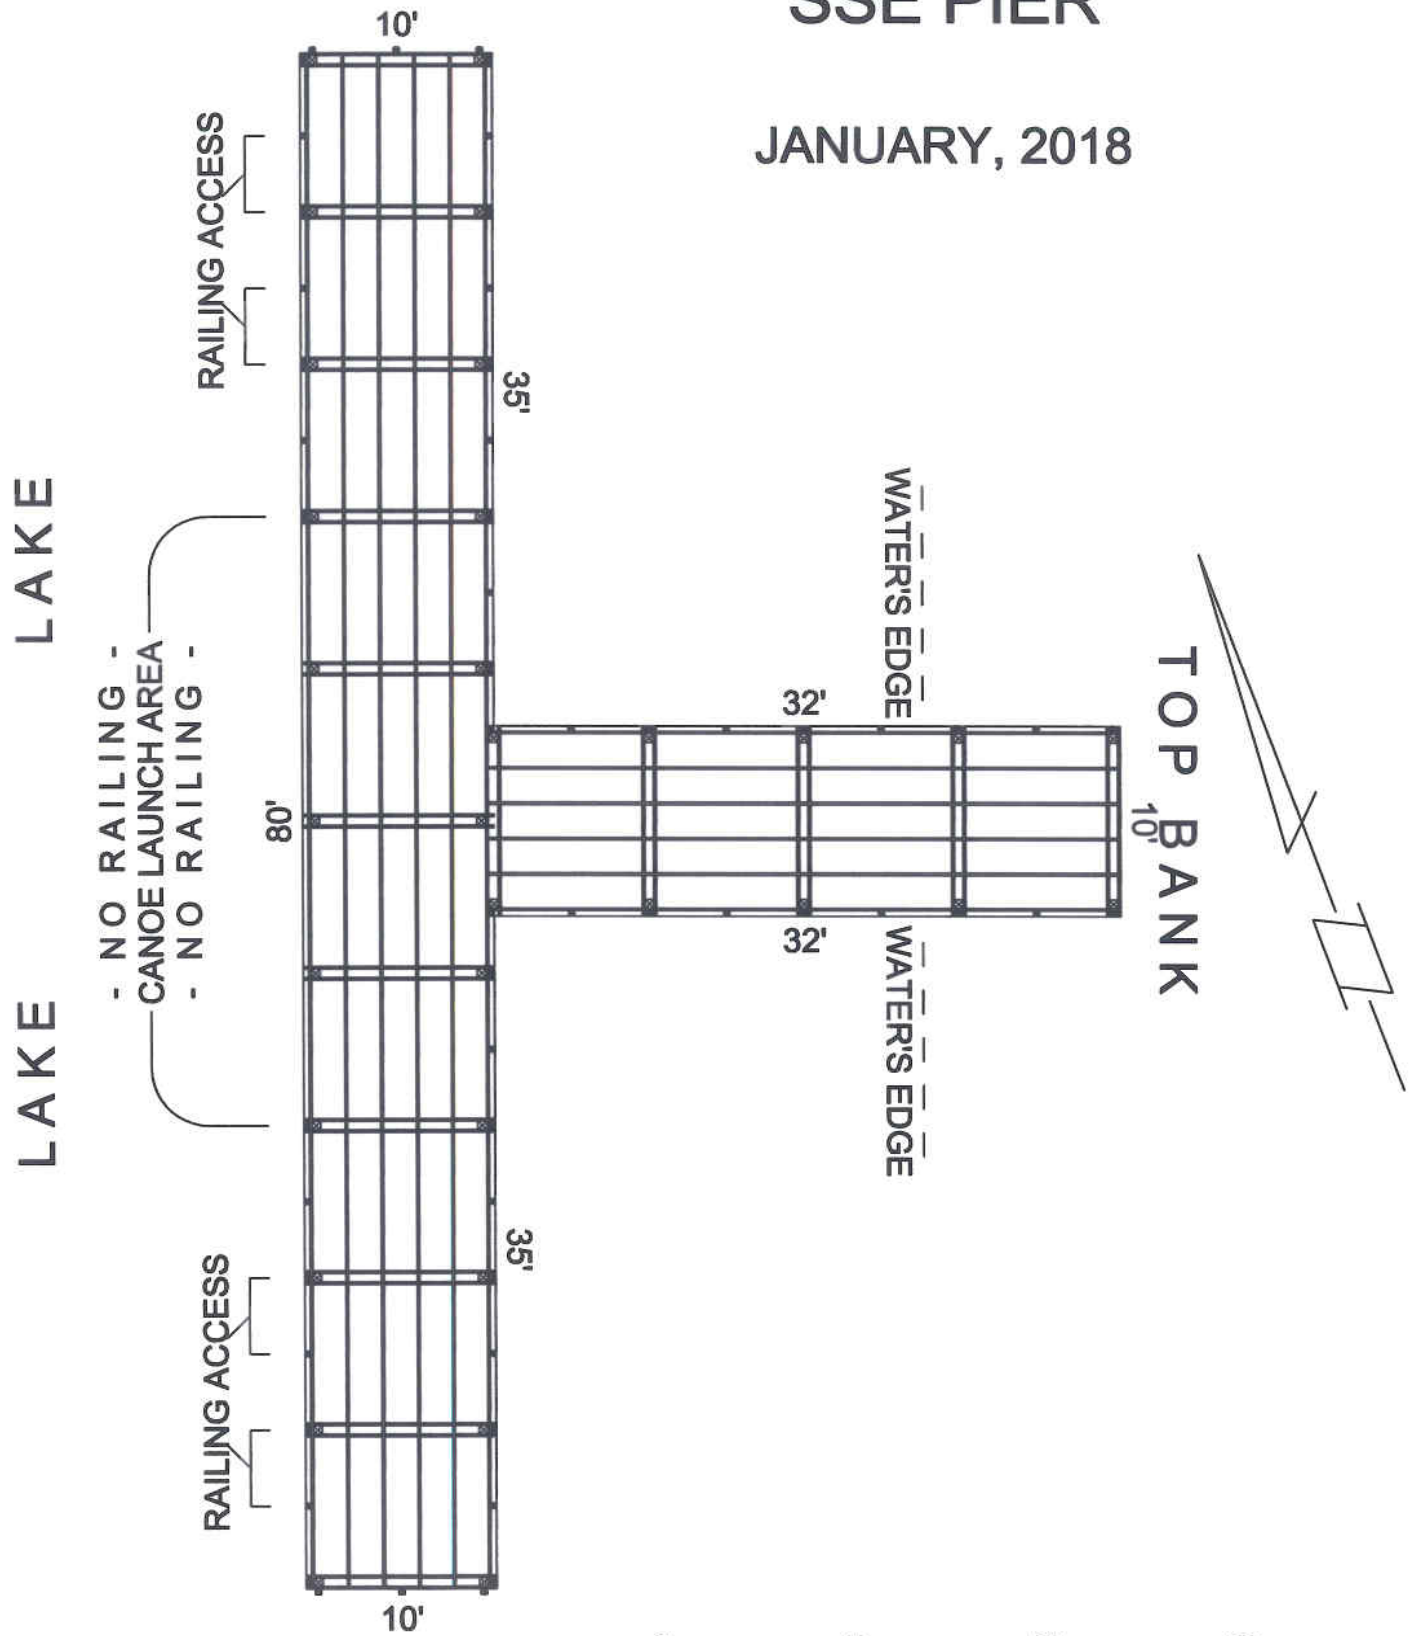 SSE PIER
JANUARY, 2018
10'
RAILING ACCESS
RAILING ACCESS
35'
LAKE
LAKE
- NO RAILING -
CANOE LAUNCH AREA
- NO RAILING -
80'
WATER'S EDGE
32'
TOP BANK
10'
32'
WATER'S EDGE
35'
RAILING ACCESS
RAILING ACCESS
10'